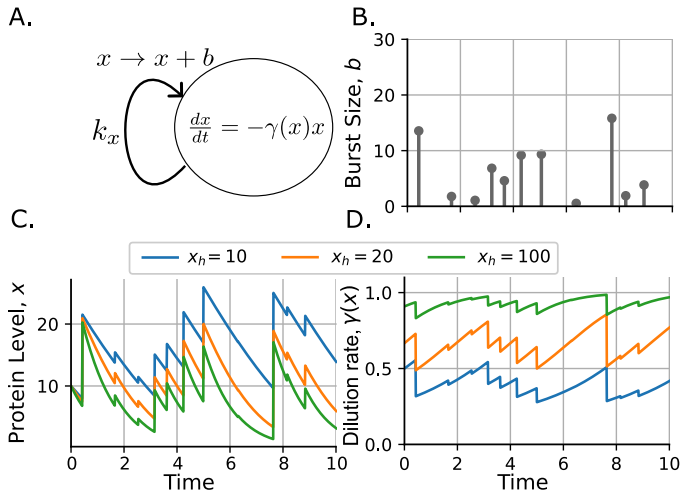 A.
x → x + b
k_x
dx/dt = −γ(x)x
B.
Burst Size, b
30
20
10
0
C.
D.
x_h = 10
x_h = 20
x_h = 100
Protein Level, x
20
10
0
2
4
6
8
10
Time
Dilution rate, γ(x)
1.0
0.5
0.0
0
2
4
6
8
10
Time